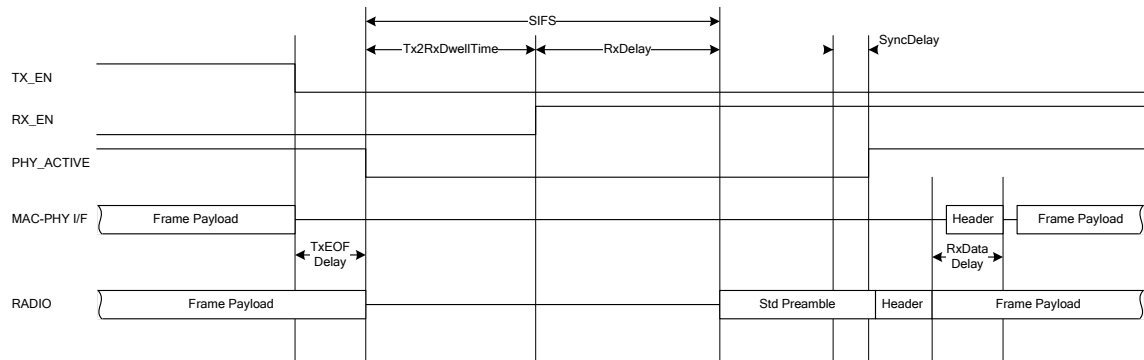 SIFS
Tx2RxDwellTime
RxDelay
SyncDelay
TX_EN
RX_EN
PHY_ACTIVE
MAC-PHY I/F
Frame Payload
Header
Frame Payload
TxEOF
Delay
RxData
Delay
RADIO
Frame Payload
Std Preamble
Header
Frame Payload